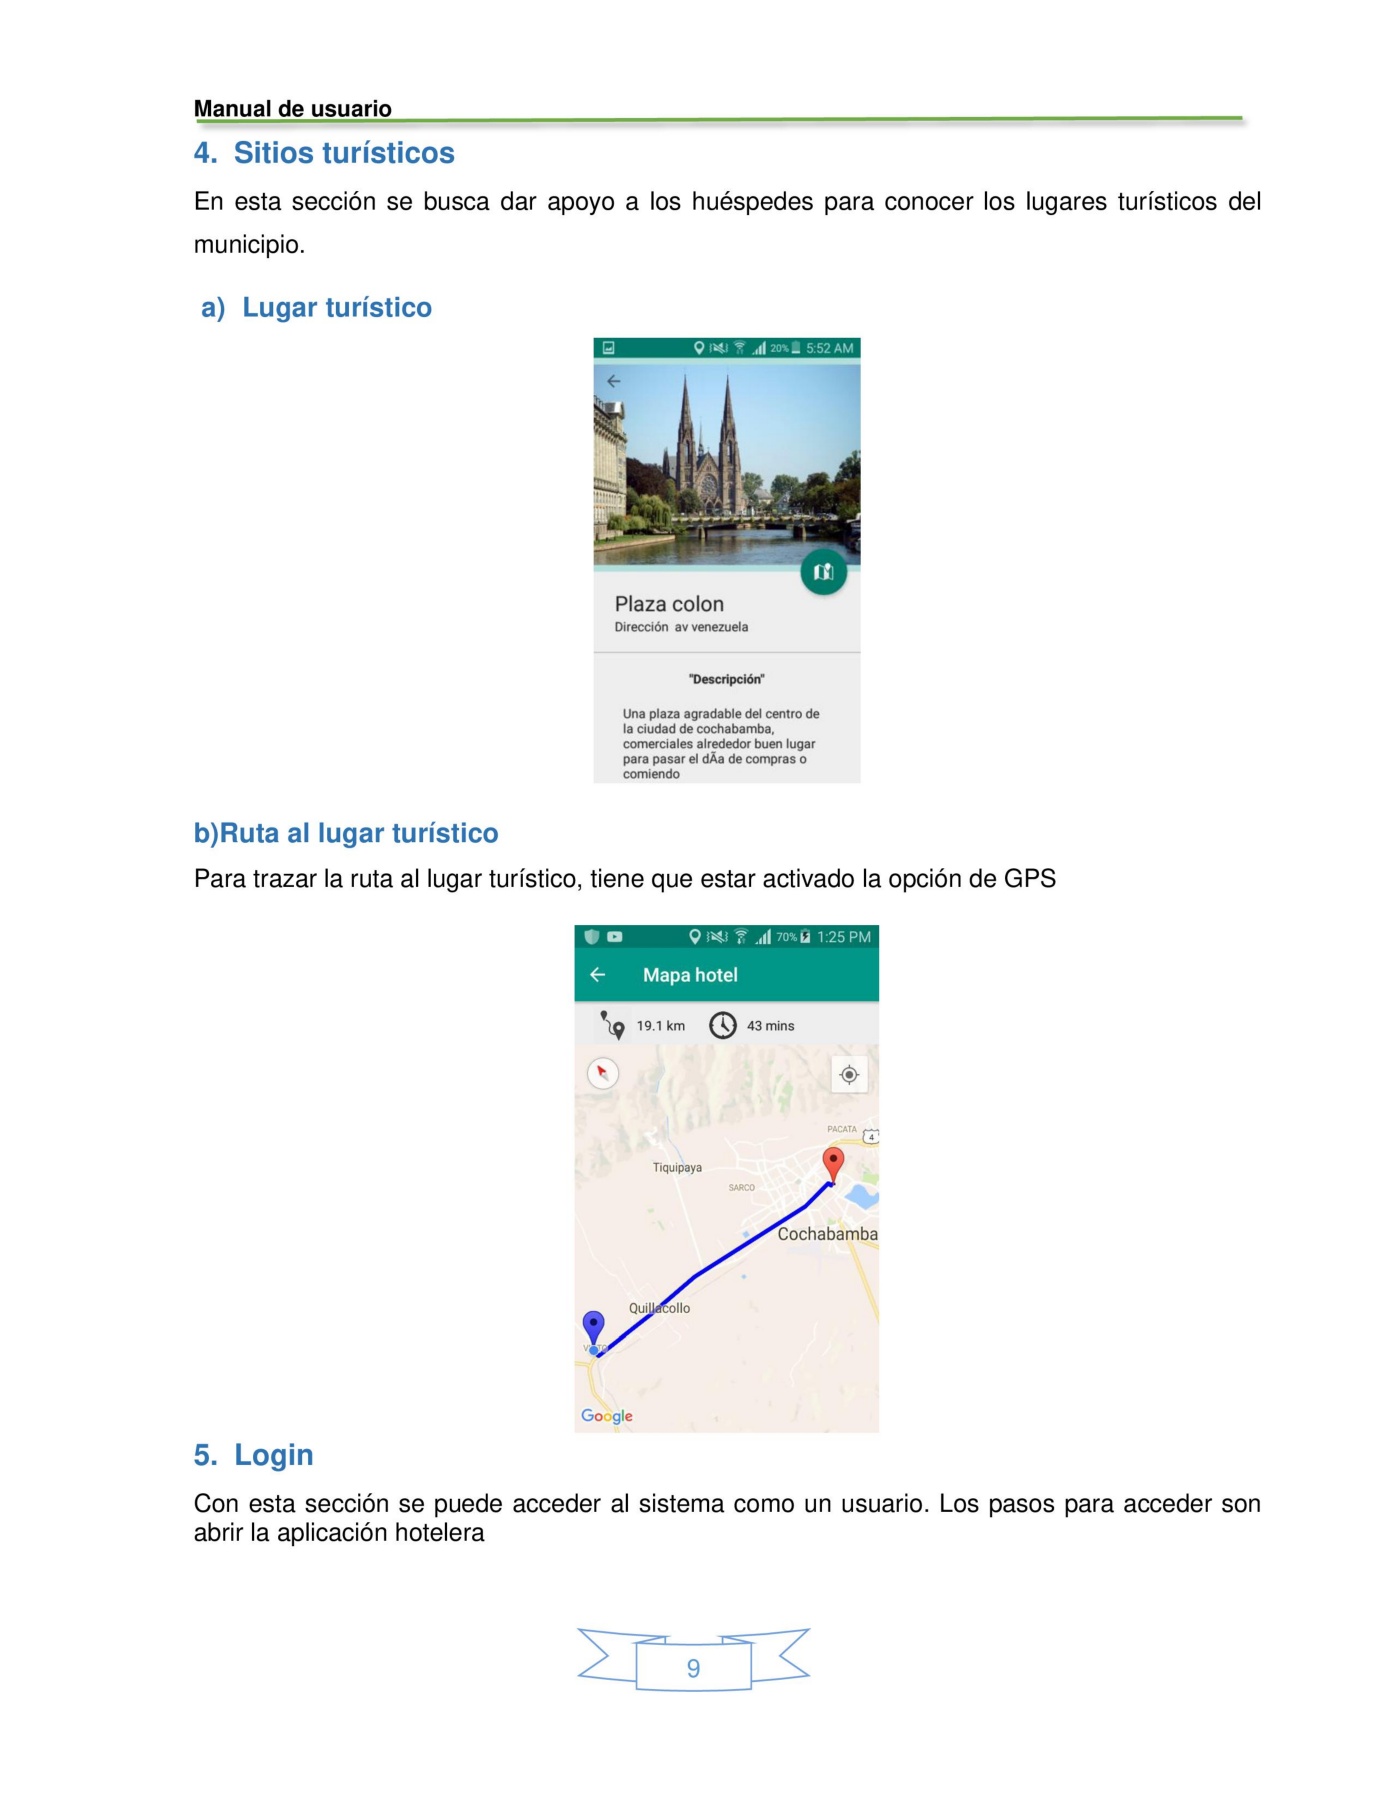 Manual de usuario
4. Sitios turísticos
En esta sección se busca dar apoyo a los huéspedes para conocer los lugares turísticos del
municipio.
a) Lugar turístico
20% 5:52 AM
Plaza colon
Dirección av venezuela
"Descripción"
Una plaza agradable del centro de
la ciudad de cochabamba,
comerciales alrededor buen lugar
para pasar el dÃa de compras o
comiendo
b)Ruta al lugar turístico
Para trazar la ruta al lugar turístico, tiene que estar activado la opción de GPS
70% 1:25 PM
Mapa hotel
19.1 km 43 mins
PACATA
4
Tiquipaya
SARCO
Cochabamba
Quillacollo
Google
5. Login
Con esta sección se puede acceder al sistema como un usuario. Los pasos para acceder son
abrir la aplicación hotelera
9